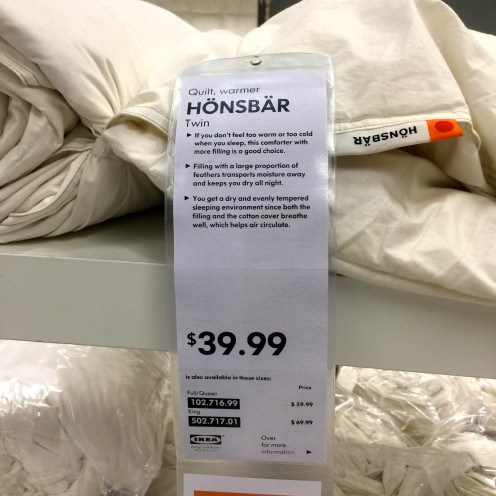 Quilt, warmer
HÖNSBÄR
Twin
► If you don't feel too warm or too cold
when you sleep, this comforter with
more filling is a good choice.
► Filling with a large proportion of
feathers transports moisture away
and keeps you dry all night.
► You get a dry and evenly tempered
sleeping environment since both the
filling and the cotton cover breathe
well, which helps air circulate.
$39.99
Is also available in these sizes:
Price
Full/Queen
102.716.99 $ 59.99
King
502.717.01 $ 69.99
IKEA
Over
for more
information ►
HÖNSBÄR